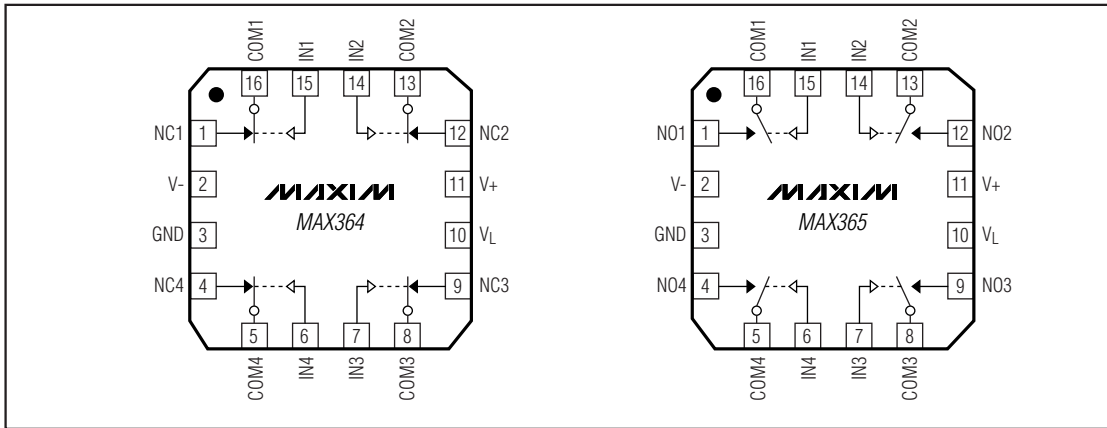 COM1 IN1 IN2 COM2
16 15 14 13
NC1 1 12 NC2
V- 2 11 V+
MAXIM
MAX364
GND 3 10 VL
NC4 4 9 NC3
5 6 7 8
COM4 IN4 IN3 COM3
COM1 IN1 IN2 COM2
16 15 14 13
NO1 1 12 NO2
V- 2 11 V+
MAXIM
MAX365
GND 3 10 VL
NO4 4 9 NO3
5 6 7 8
COM4 IN4 IN3 COM3